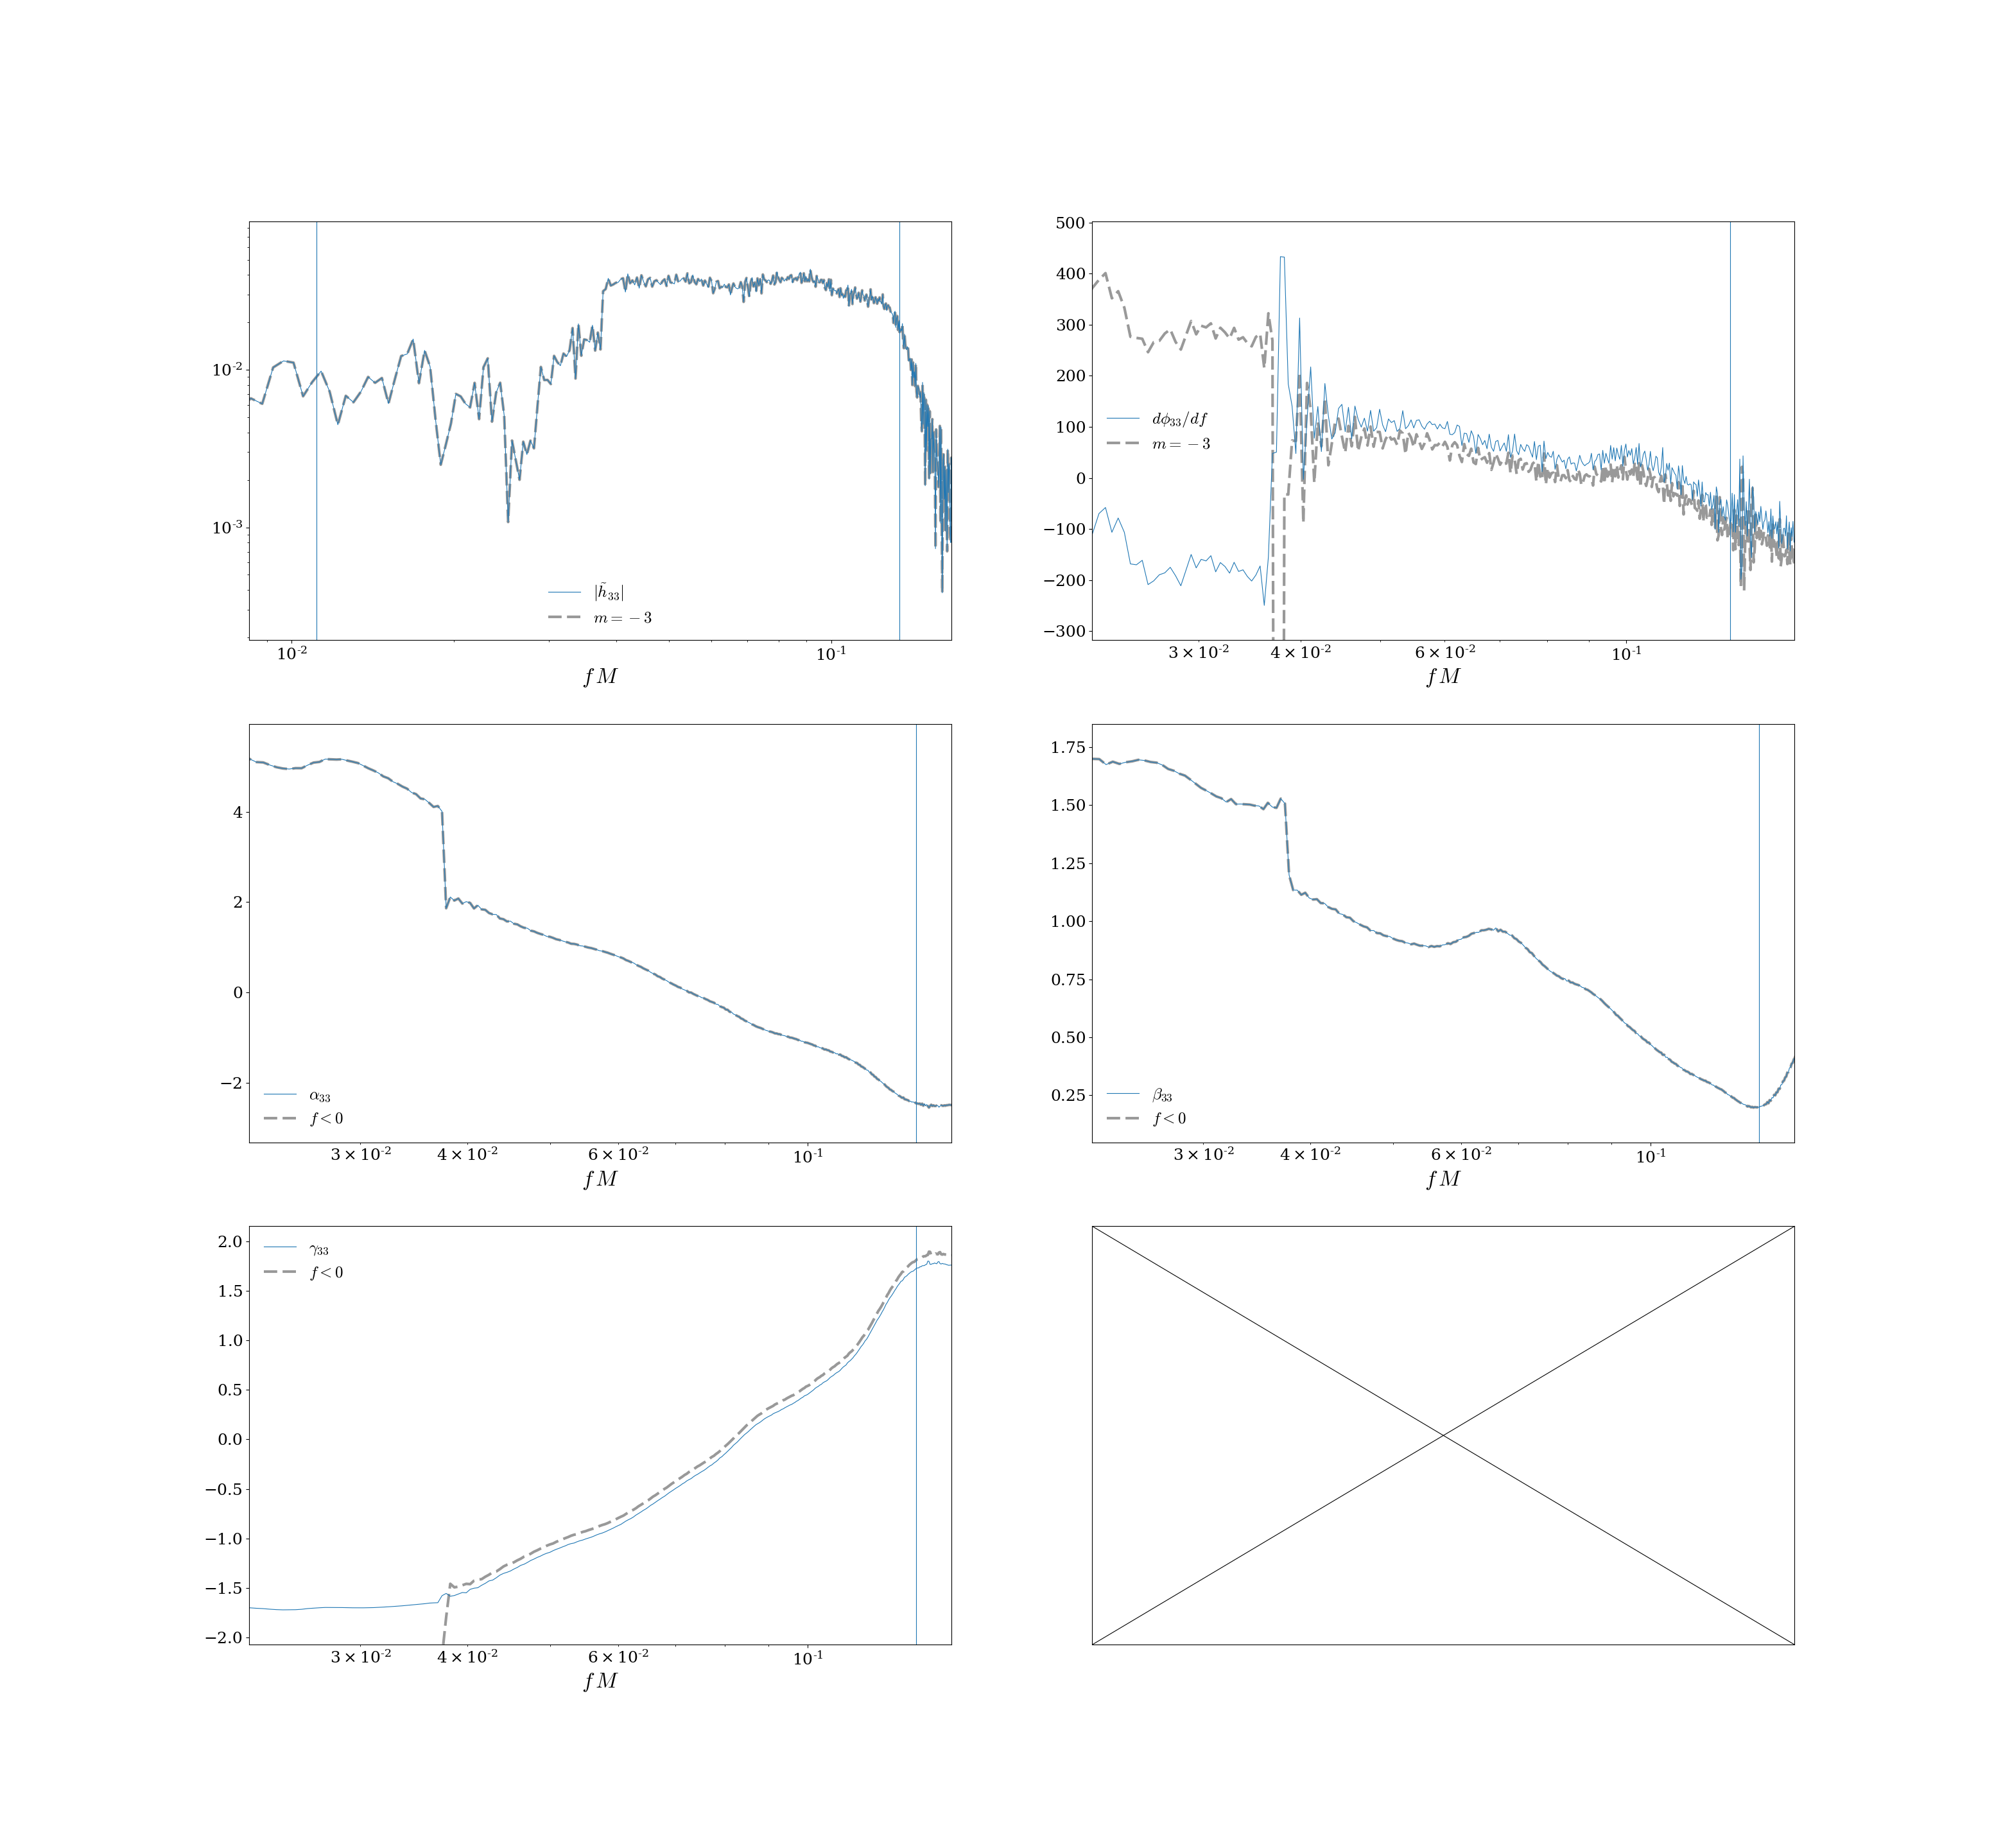 10⁻²
10⁻³
|h̃₃₃|
m = −3
10⁻² 10⁻¹
f M
500
400
300
200
100
0
−100
−200
−300
dϕ₃₃/df
m = −3
3 × 10⁻² 4 × 10⁻² 6 × 10⁻² 10⁻¹
f M
4
2
0
−2
α₃₃
f < 0
3 × 10⁻² 4 × 10⁻² 6 × 10⁻² 10⁻¹
f M
1.75
1.50
1.25
1.00
0.75
0.50
0.25
β₃₃
f < 0
3 × 10⁻² 4 × 10⁻² 6 × 10⁻² 10⁻¹
f M
2.0
1.5
1.0
0.5
0.0
−0.5
−1.0
−1.5
−2.0
γ₃₃
f < 0
3 × 10⁻² 4 × 10⁻² 6 × 10⁻² 10⁻¹
f M